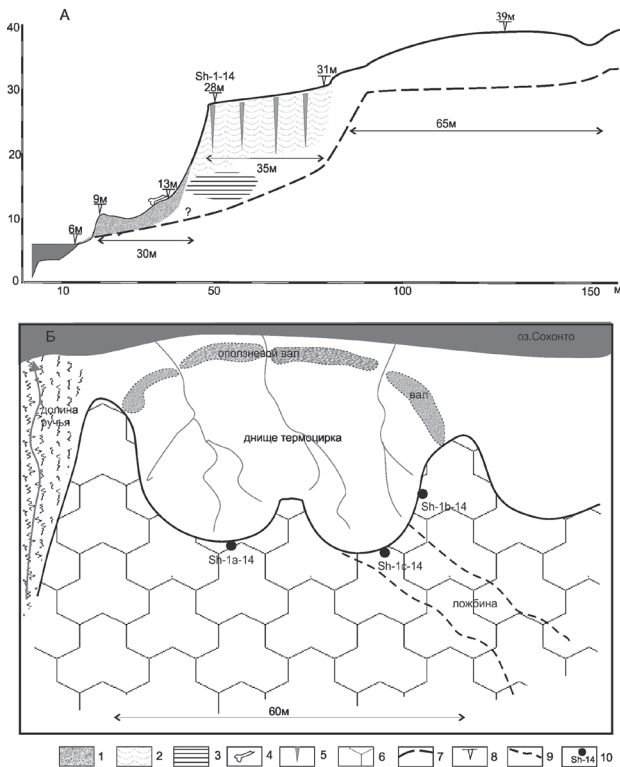 А
40
30
20
10
0
39м
Sh-1-14
28м
31м
65м
35м
13м
9м
?
6м
30м
10
50
100
150
м
Б
оз.Сохонто
оползневой вал
долина
ручья
вал
днище термоцирка
Sh-1b-14
Sh-1a-14
Sh-1c-14
ложбина
60м
1
2
3
4
5
6
7
8
9
Sh-14
10